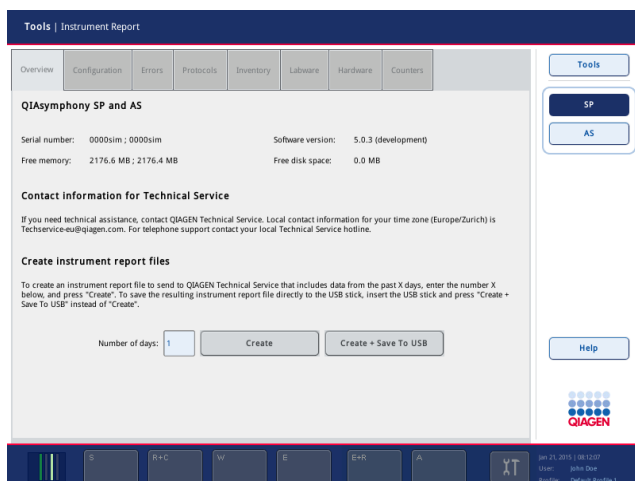 Tools | Instrument Report
Overview Configuration Errors Protocols Inventory Labware Hardware Counters
Tools
SP
AS
QIAsymphony SP and AS
Serial number: 0000sim ; 0000sim Software version: 5.0.3 (development)
Free memory: 2176.6 MB ; 2176.4 MB Free disk space: 0.0 MB
Contact information for Technical Service
If you need technical assistance, contact QIAGEN Technical Service. Local contact information for your time zone (Europe/Zurich) is
Techservice-eu@qiagen.com. For telephone support contact your local Technical Service hotline.
Create instrument report files
To create an instrument report file to send to QIAGEN Technical Service that includes data from the past X days, enter the number X
below, and press "Create". To save the resulting instrument report file directly to the USB stick, insert the USB stick and press "Create +
Save To USB" instead of "Create".
Number of days: 1 Create Create + Save To USB
Help
QIAGEN
S R+C W E E+R A
Jan 21, 2015 | 08:12:07
User: John Doe
Profile: Default Profile 1